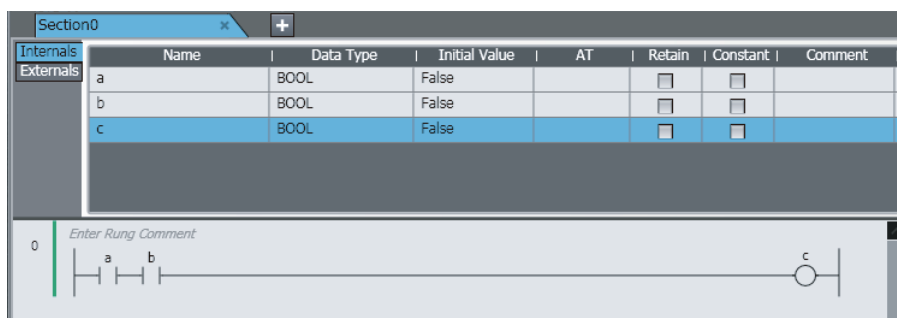 Section0 × +
Internals Name Data Type Initial Value AT Retain Constant Comment
Externals
a BOOL False
b BOOL False
c BOOL False
Enter Rung Comment
0
a b c